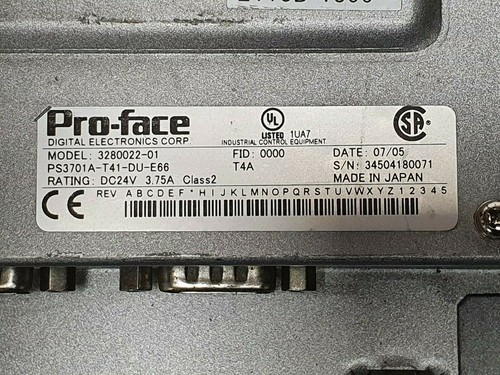 Pro-face
DIGITAL ELECTRONICS CORP.
UL
LISTED 1UA7
INDUSTRIAL CONTROL EQUIPMENT
SA
MODEL: 3280022-01
FID: 0000
DATE: 07/05
PS3701A-T41-DU-E66
T4A
S/N: 34504180071
RATING: DC24V 3.75A Class2
MADE IN JAPAN
REV A B C D E F * H I J K L M N O P Q R S T U V W X Y Z 1 2 3 4 5